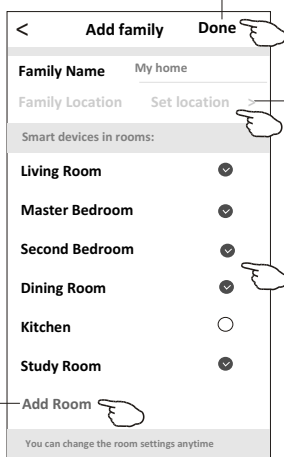 < Add family Done
Family Name My home
Family Location Set location >
Smart devices in rooms:
Living Room
Master Bedroom
Second Bedroom
Dining Room
Kitchen
Study Room
Add Room
You can change the room settings anytime